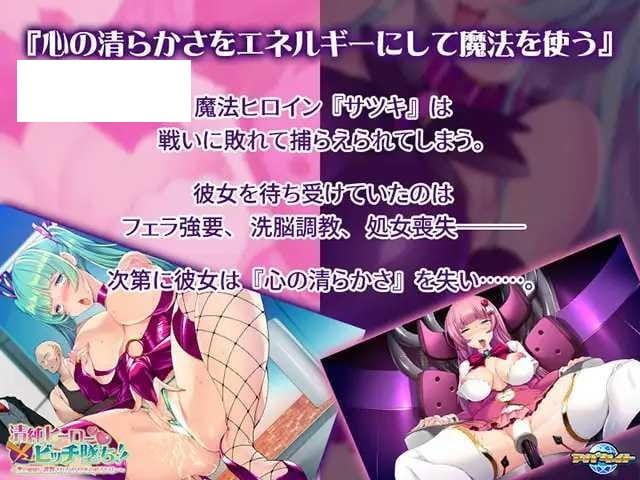 『心の清らかさをエネルギーにして魔法を使う』
魔法ヒロイン『サツキ』は
戦いに敗れて捕らえられてしまう。
彼女を待ち受けていたのは
フェラ強要、洗脳調教、処女喪失―――
次第に彼女は『心の清らかさ』を失い……。
清純ヒーロー
ビッチ堕ち!!